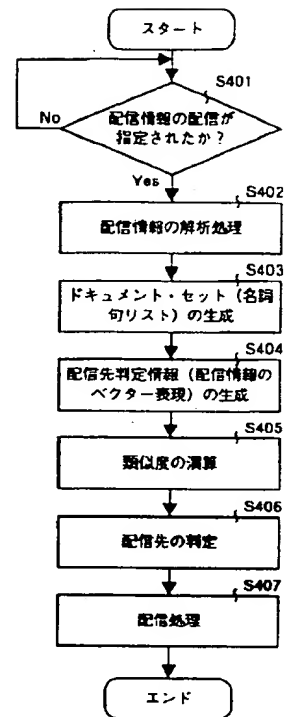 スタート
S401
配信情報の配信が
指定されたか？
No
Yes
S402
配信情報の解析処理
S403
ドキュメント・セット（名詞
句リスト）の生成
S404
配信先判定情報（配信情報の
ベクター表現）の生成
S405
類似度の演算
S406
配信先の判定
S407
配信処理
エンド